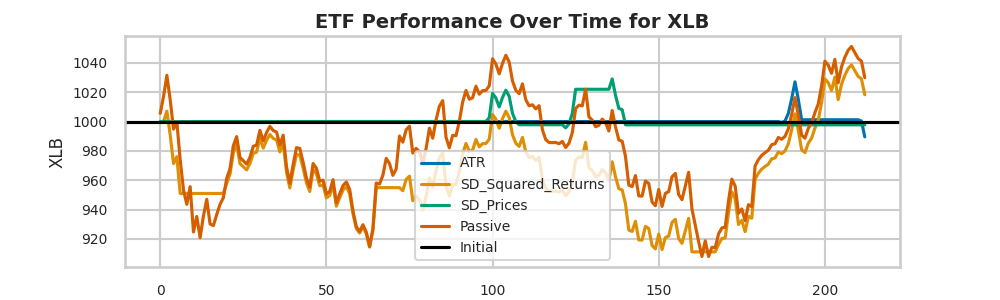 ETF Performance Over Time for XLB
XLB
1040
1020
1000
980
960
940
920
ATR
SD_Squared_Returns
SD_Prices
Passive
Initial
0 50 100 150 200